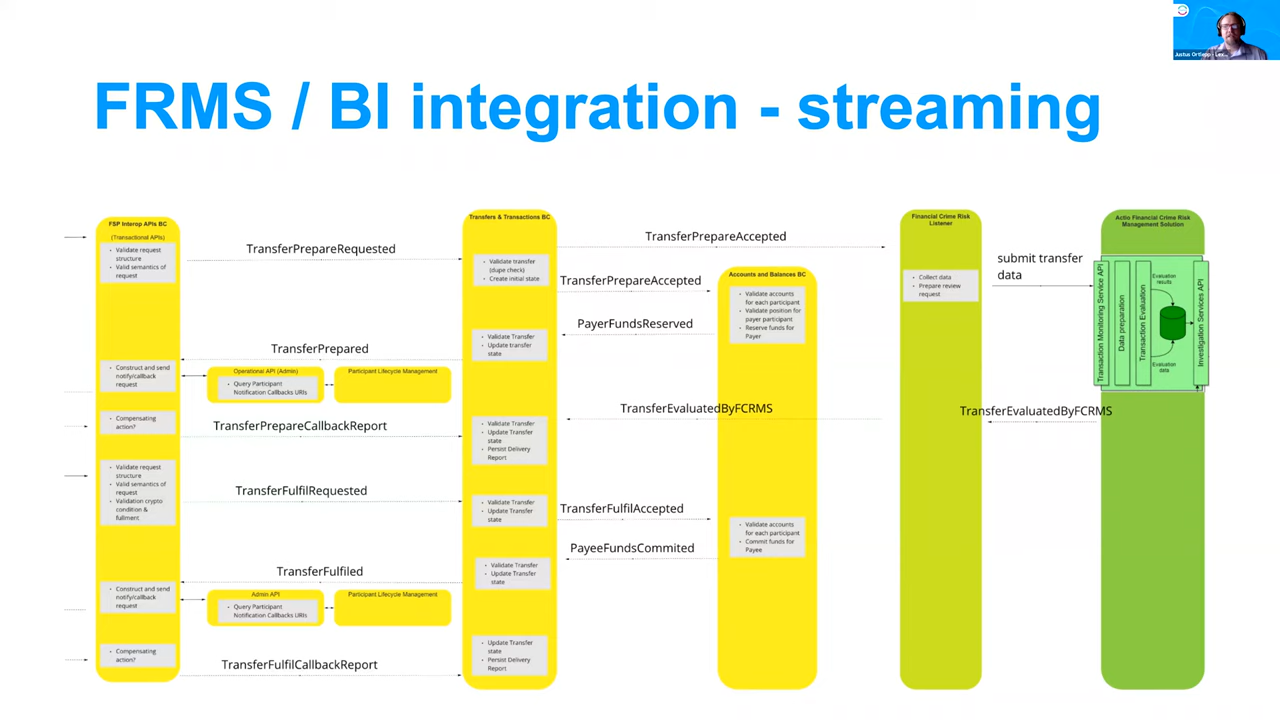 Justus Ortlepp - Lex...
FRMS / BI integration - streaming
FSP Interop APIs BC
(Transactional APIs)
• Validate request
structure
• Valid semantics of
request
• Construct and send
notify/callback
request
• Compensating
action?
• Validate request
structure
• Valid semantics of
request
• Validation crypto
condition &
fullment
• Construct and send
notify/callback
request
• Compensating
action?
TransferPrepareRequested
TransferPrepared
Operational API (Admin)
• Query Participant
Notification Callbacks URIs
Participant Lifecycle Management
TransferPrepareCallbackReport
TransferFulfilRequested
TransferFulfiled
Admin API
• Query Participant
Notification Callbacks URIs
Participant Lifecycle Management
TransferFulfilCallbackReport
Transfers & Transactions BC
• Validate transfer
(dupe check)
• Create initial state
• Validate Transfer
• Update transfer
state
• Validate Transfer
• Update Transfer
state
• Persist Delivery
Report
• Validate Transfer
• Update Transfer
state
• Validate Transfer
• Update Transfer
state
• Update Transfer
state
• Persist Delivery
Report
TransferPrepareAccepted
TransferPrepareAccepted
PayerFundsReserved
TransferEvaluatedByFCRMS
TransferFulfilAccepted
PayeeFundsCommited
Accounts and Balances BC
• Validate accounts
for each participant
• Validate position for
payer participant
• Reserve funds for
Payer
• Validate accounts
for each participant
• Commit funds for
Payee
Financial Crime Risk
Listener
• Collect data
• Prepare review
request
submit transfer
data
TransferEvaluatedByFCRMS
Actio Financial Crime Risk
Management Solution
Transaction Monitoring Service API
Data preparation
Transaction Evaluation
Evaluation
results
Evaluation
data
Investigation Services API